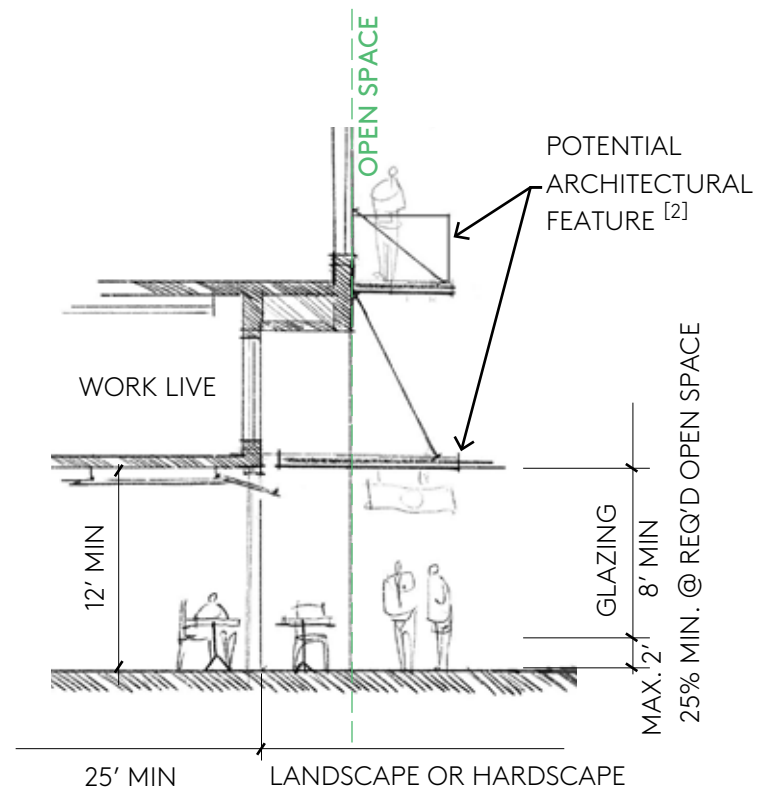 OPEN SPACE
POTENTIAL
ARCHITECTURAL
FEATURE [2]
WORK LIVE
12' MIN
GLAZING
8' MIN
MAX. 2'
25% MIN. @ REQ'D OPEN SPACE
25' MIN
LANDSCAPE OR HARDSCAPE